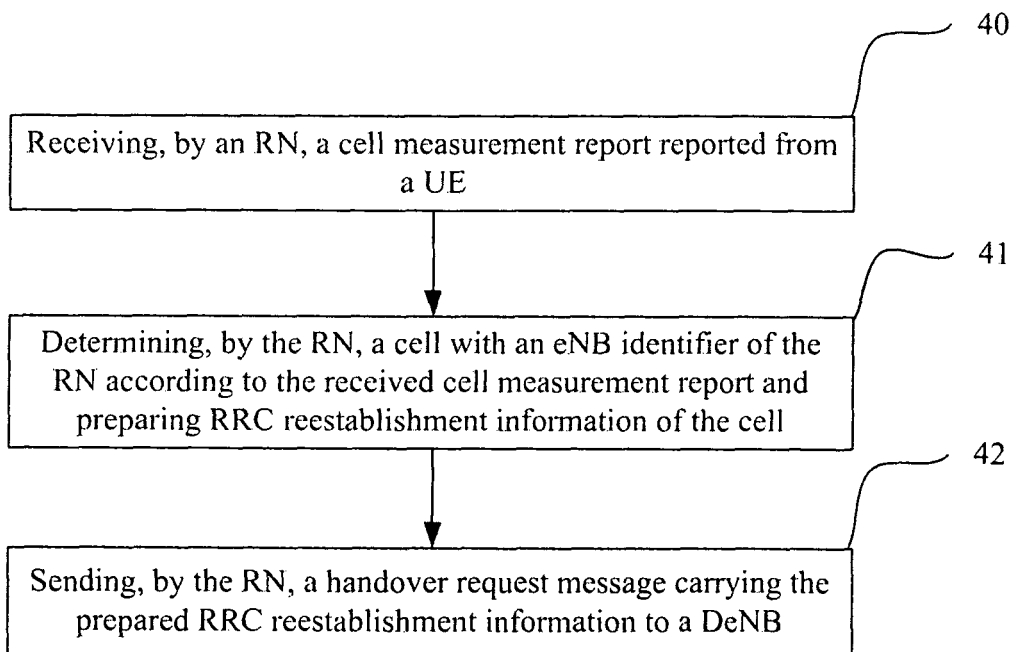 40
Receiving, by an RN, a cell measurement report reported from
a UE
41
Determining, by the RN, a cell with an eNB identifier of the
RN according to the received cell measurement report and
preparing RRC reestablishment information of the cell
42
Sending, by the RN, a handover request message carrying the
prepared RRC reestablishment information to a DeNB